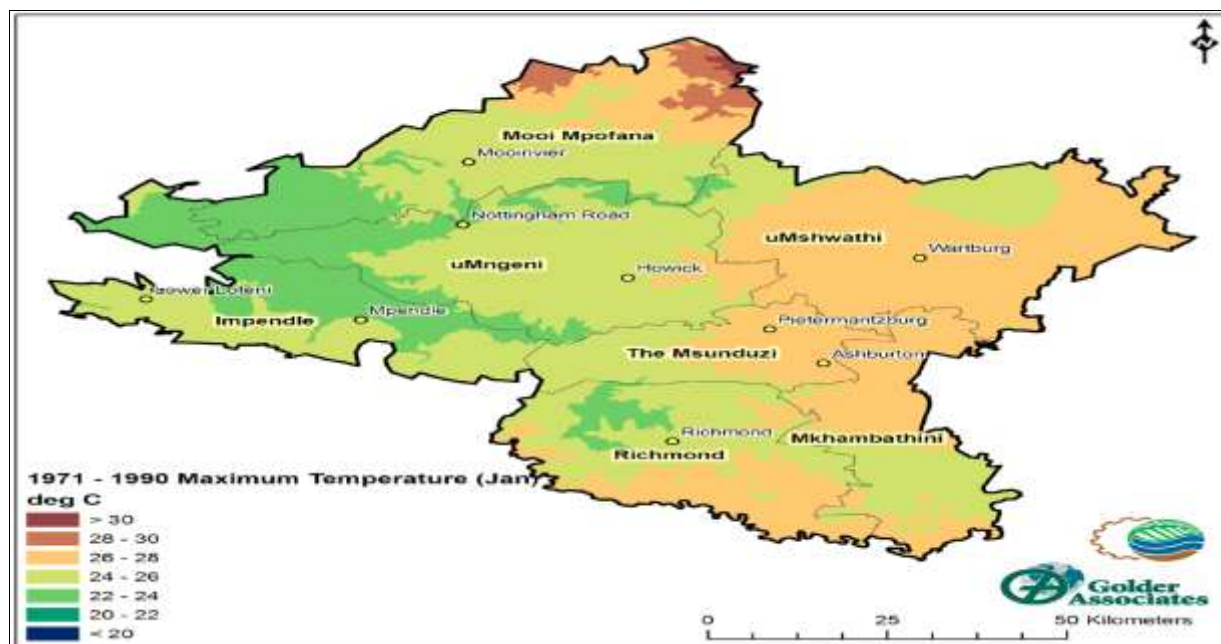 N
Mooi Mpofana
Mooirivier
Nottingham Road
uMshwathi
uMngeni
Wartburg
Howick
Lower Loteni
Impendle
Mpendle
Pietermaritzburg
The Msunduzi
Ashburton
Richmond
Mkhambathini
Richmond
1971 - 1990 Maximum Temperature (Jan)
deg C
> 30
28 - 30
26 - 28
24 - 26
22 - 24
20 - 22
< 20
GA
Golder
Associates
0 25 50 Kilometers